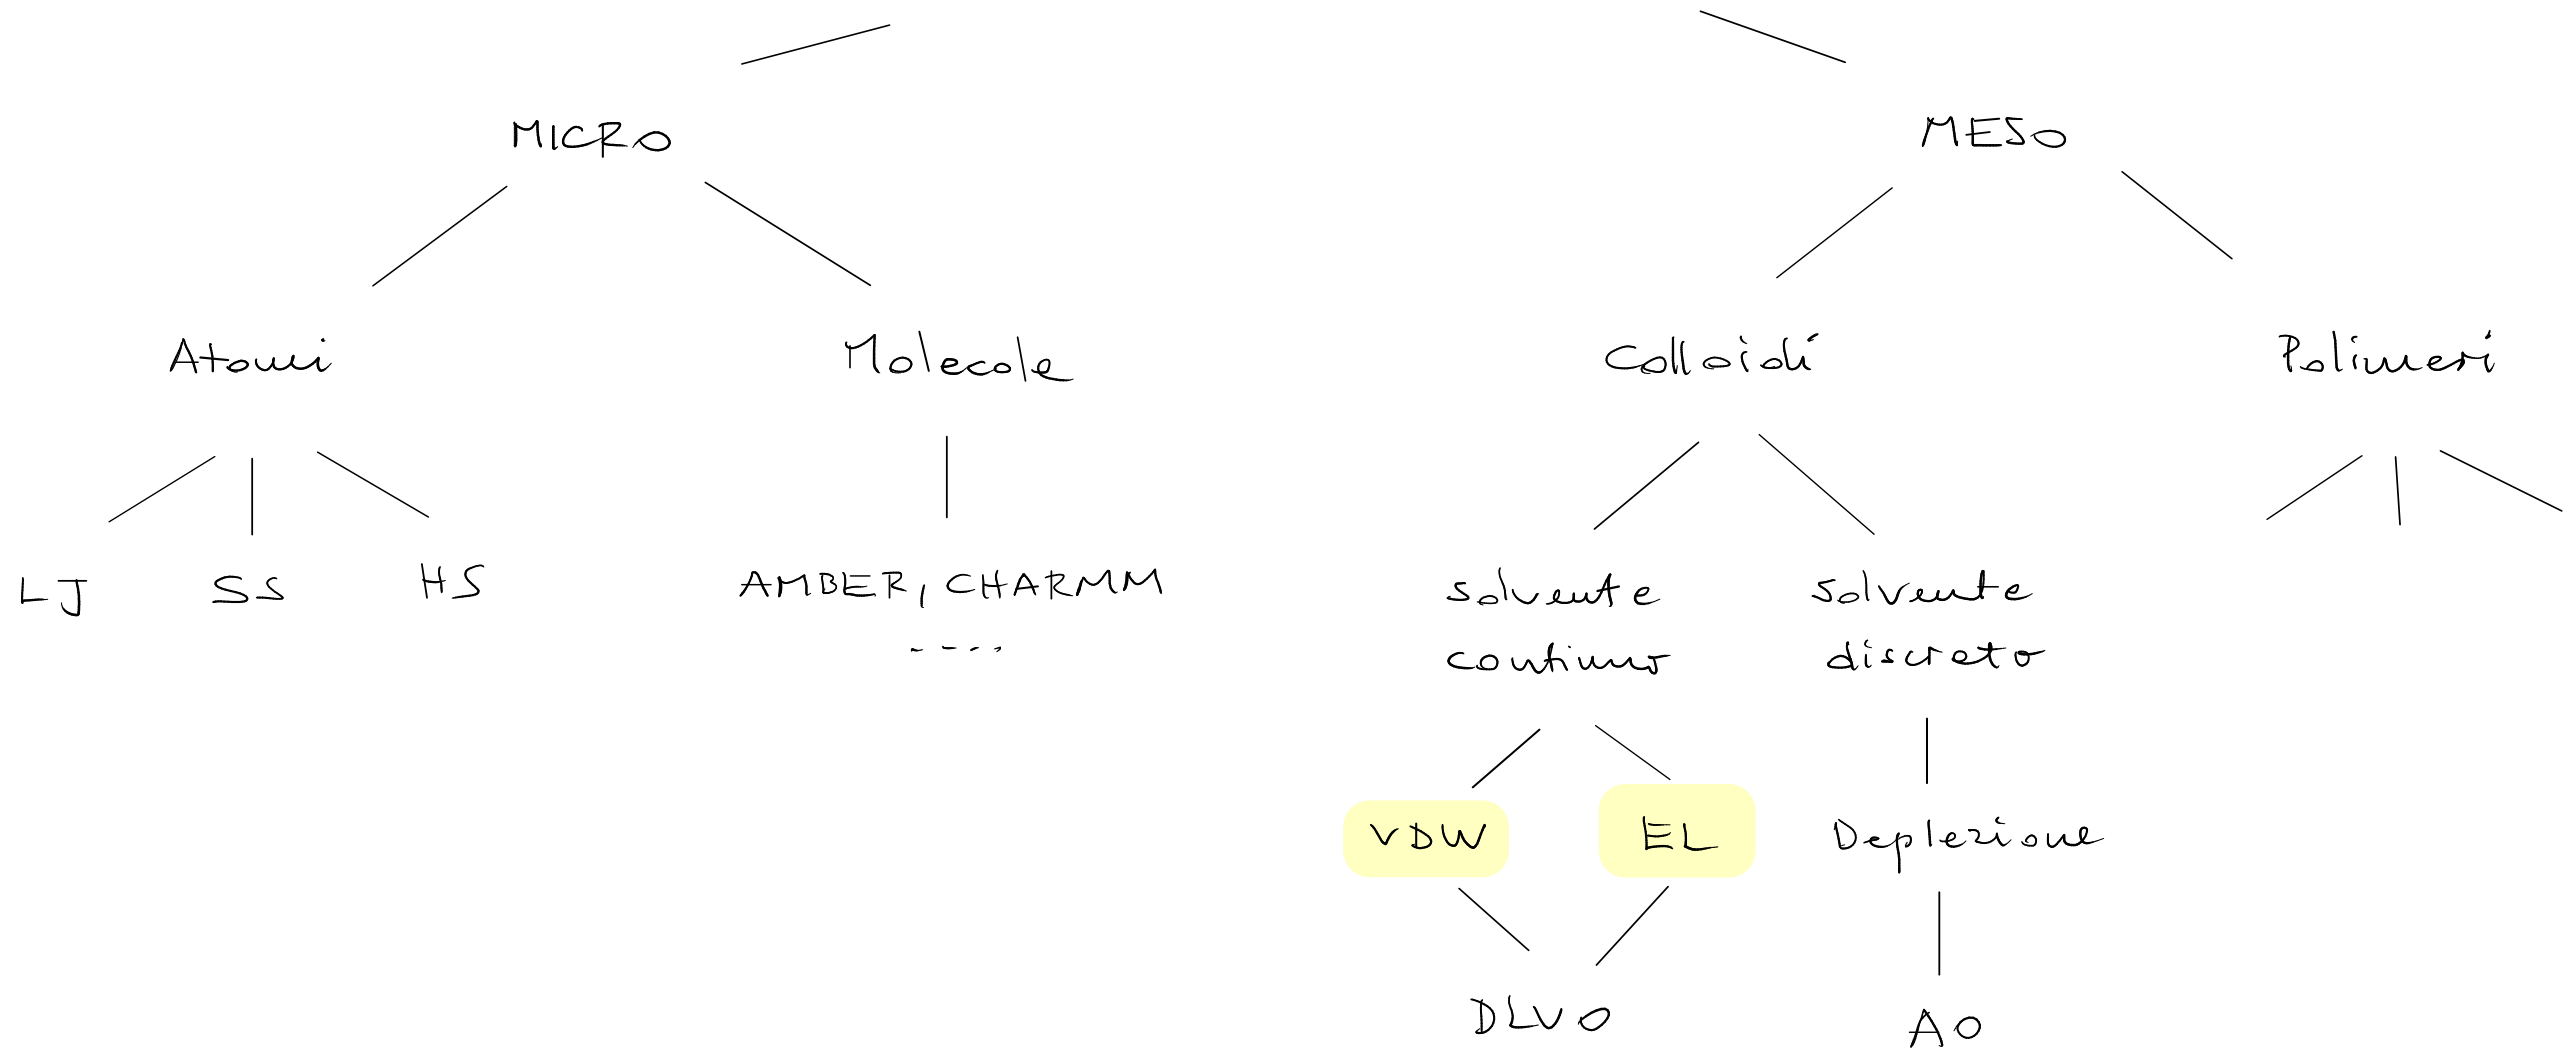 MICRO
MESO
Atomi
Molecole
Colloidi
Polimeri
LJ
SS
HS
AMBER, CHARMM
----
solvente
continuo
solvente
discreto
VDW
EL
Deplezione
DLVO
AO